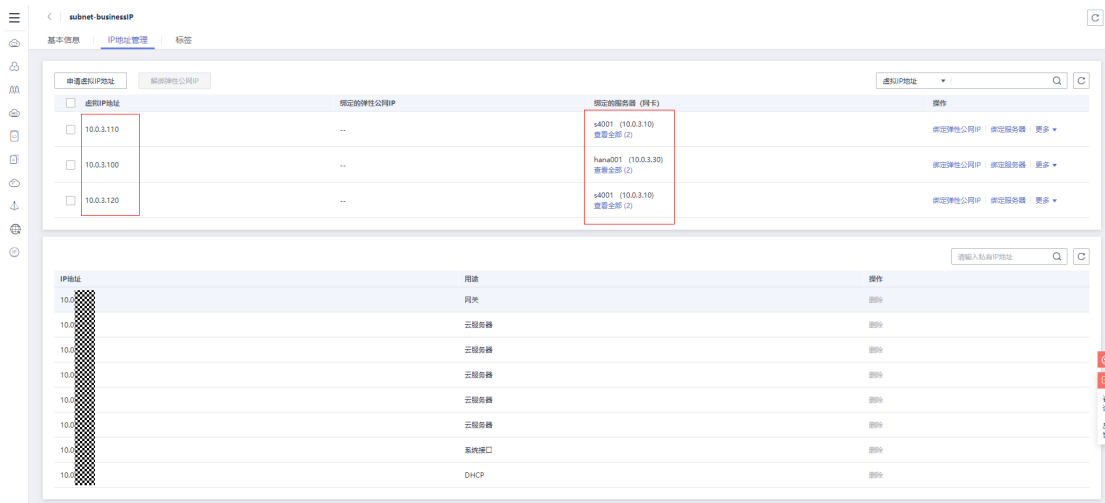 subnet-businessIP
基本信息 IP地址管理 标签
申请虚拟IP地址 解绑弹性公网IP 虚拟IP地址
虚拟IP地址 绑定的弹性公网IP 绑定的服务器（网卡） 操作
10.0.3.110 -- s4001 （10.0.3.10） 绑定弹性公网IP 绑定服务器 更多
查看全部 (2)
10.0.3.100 -- hana001 （10.0.3.30） 绑定弹性公网IP 绑定服务器 更多
查看全部 (2)
10.0.3.120 -- s4001 （10.0.3.10） 绑定弹性公网IP 绑定服务器 更多
查看全部 (2)
请输入私有IP地址
IP地址 用途 操作
10.0 网关 删除
10.0 云服务器 删除
10.0 云服务器 删除
10.0 云服务器 删除
10.0 云服务器 删除
10.0 云服务器 删除
10.0 系统接口 删除
10.0 DHCP 删除